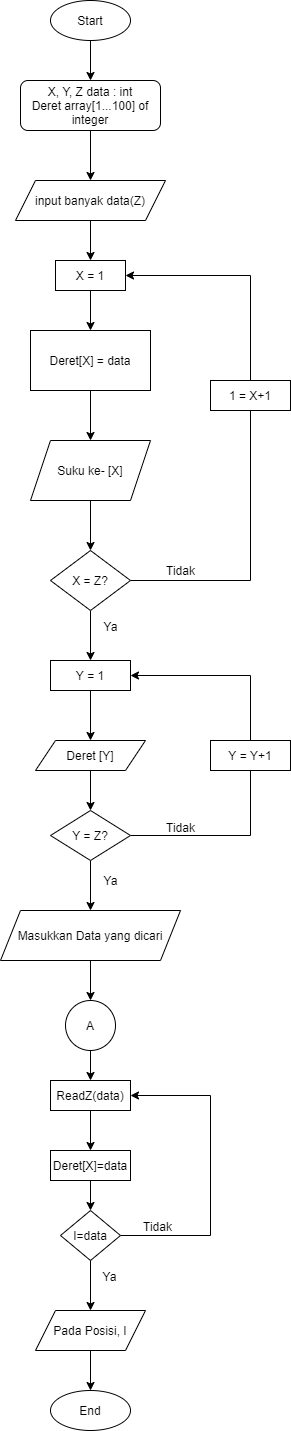 Start
X, Y, Z data : int
Deret array[1...100] of
integer
input banyak data(Z)
X = 1
Deret[X] = data
1 = X+1
Suku ke- [X]
X = Z?
Tidak
Ya
Y = 1
Deret [Y]
Y = Y+1
Y = Z?
Tidak
Ya
Masukkan Data yang dicari
A
ReadZ(data)
Deret[X]=data
I=data
Tidak
Ya
Pada Posisi, I
End